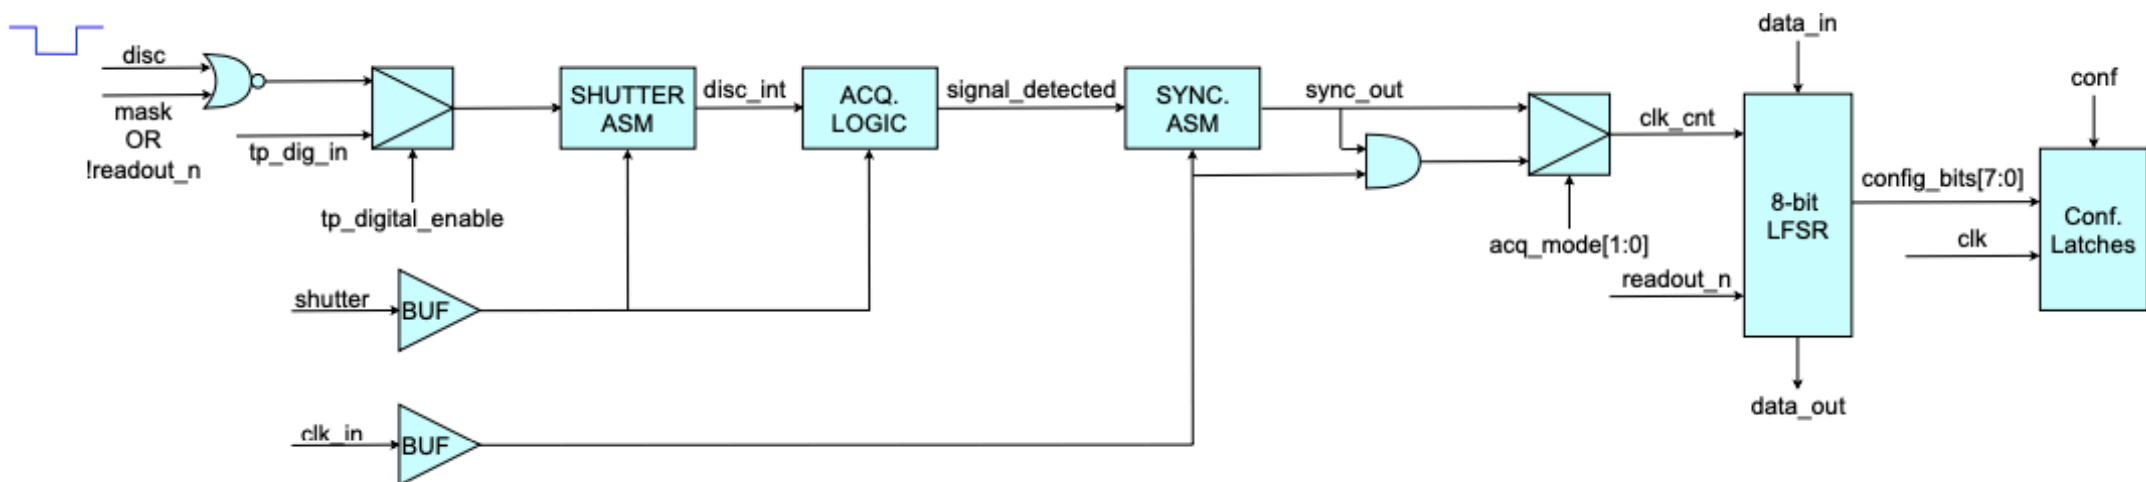 disc
mask
OR
!readout_n
tp_dig_in
tp_digital_enable
SHUTTER
ASM
disc_int
ACQ.
LOGIC
signal_detected
SYNC.
ASM
sync_out
acq_mode[1:0]
clk_cnt
data_in
8-bit
LFSR
readout_n
data_out
config_bits[7:0]
clk
conf
Conf.
Latches
shutter
BUF
clk_in
BUF